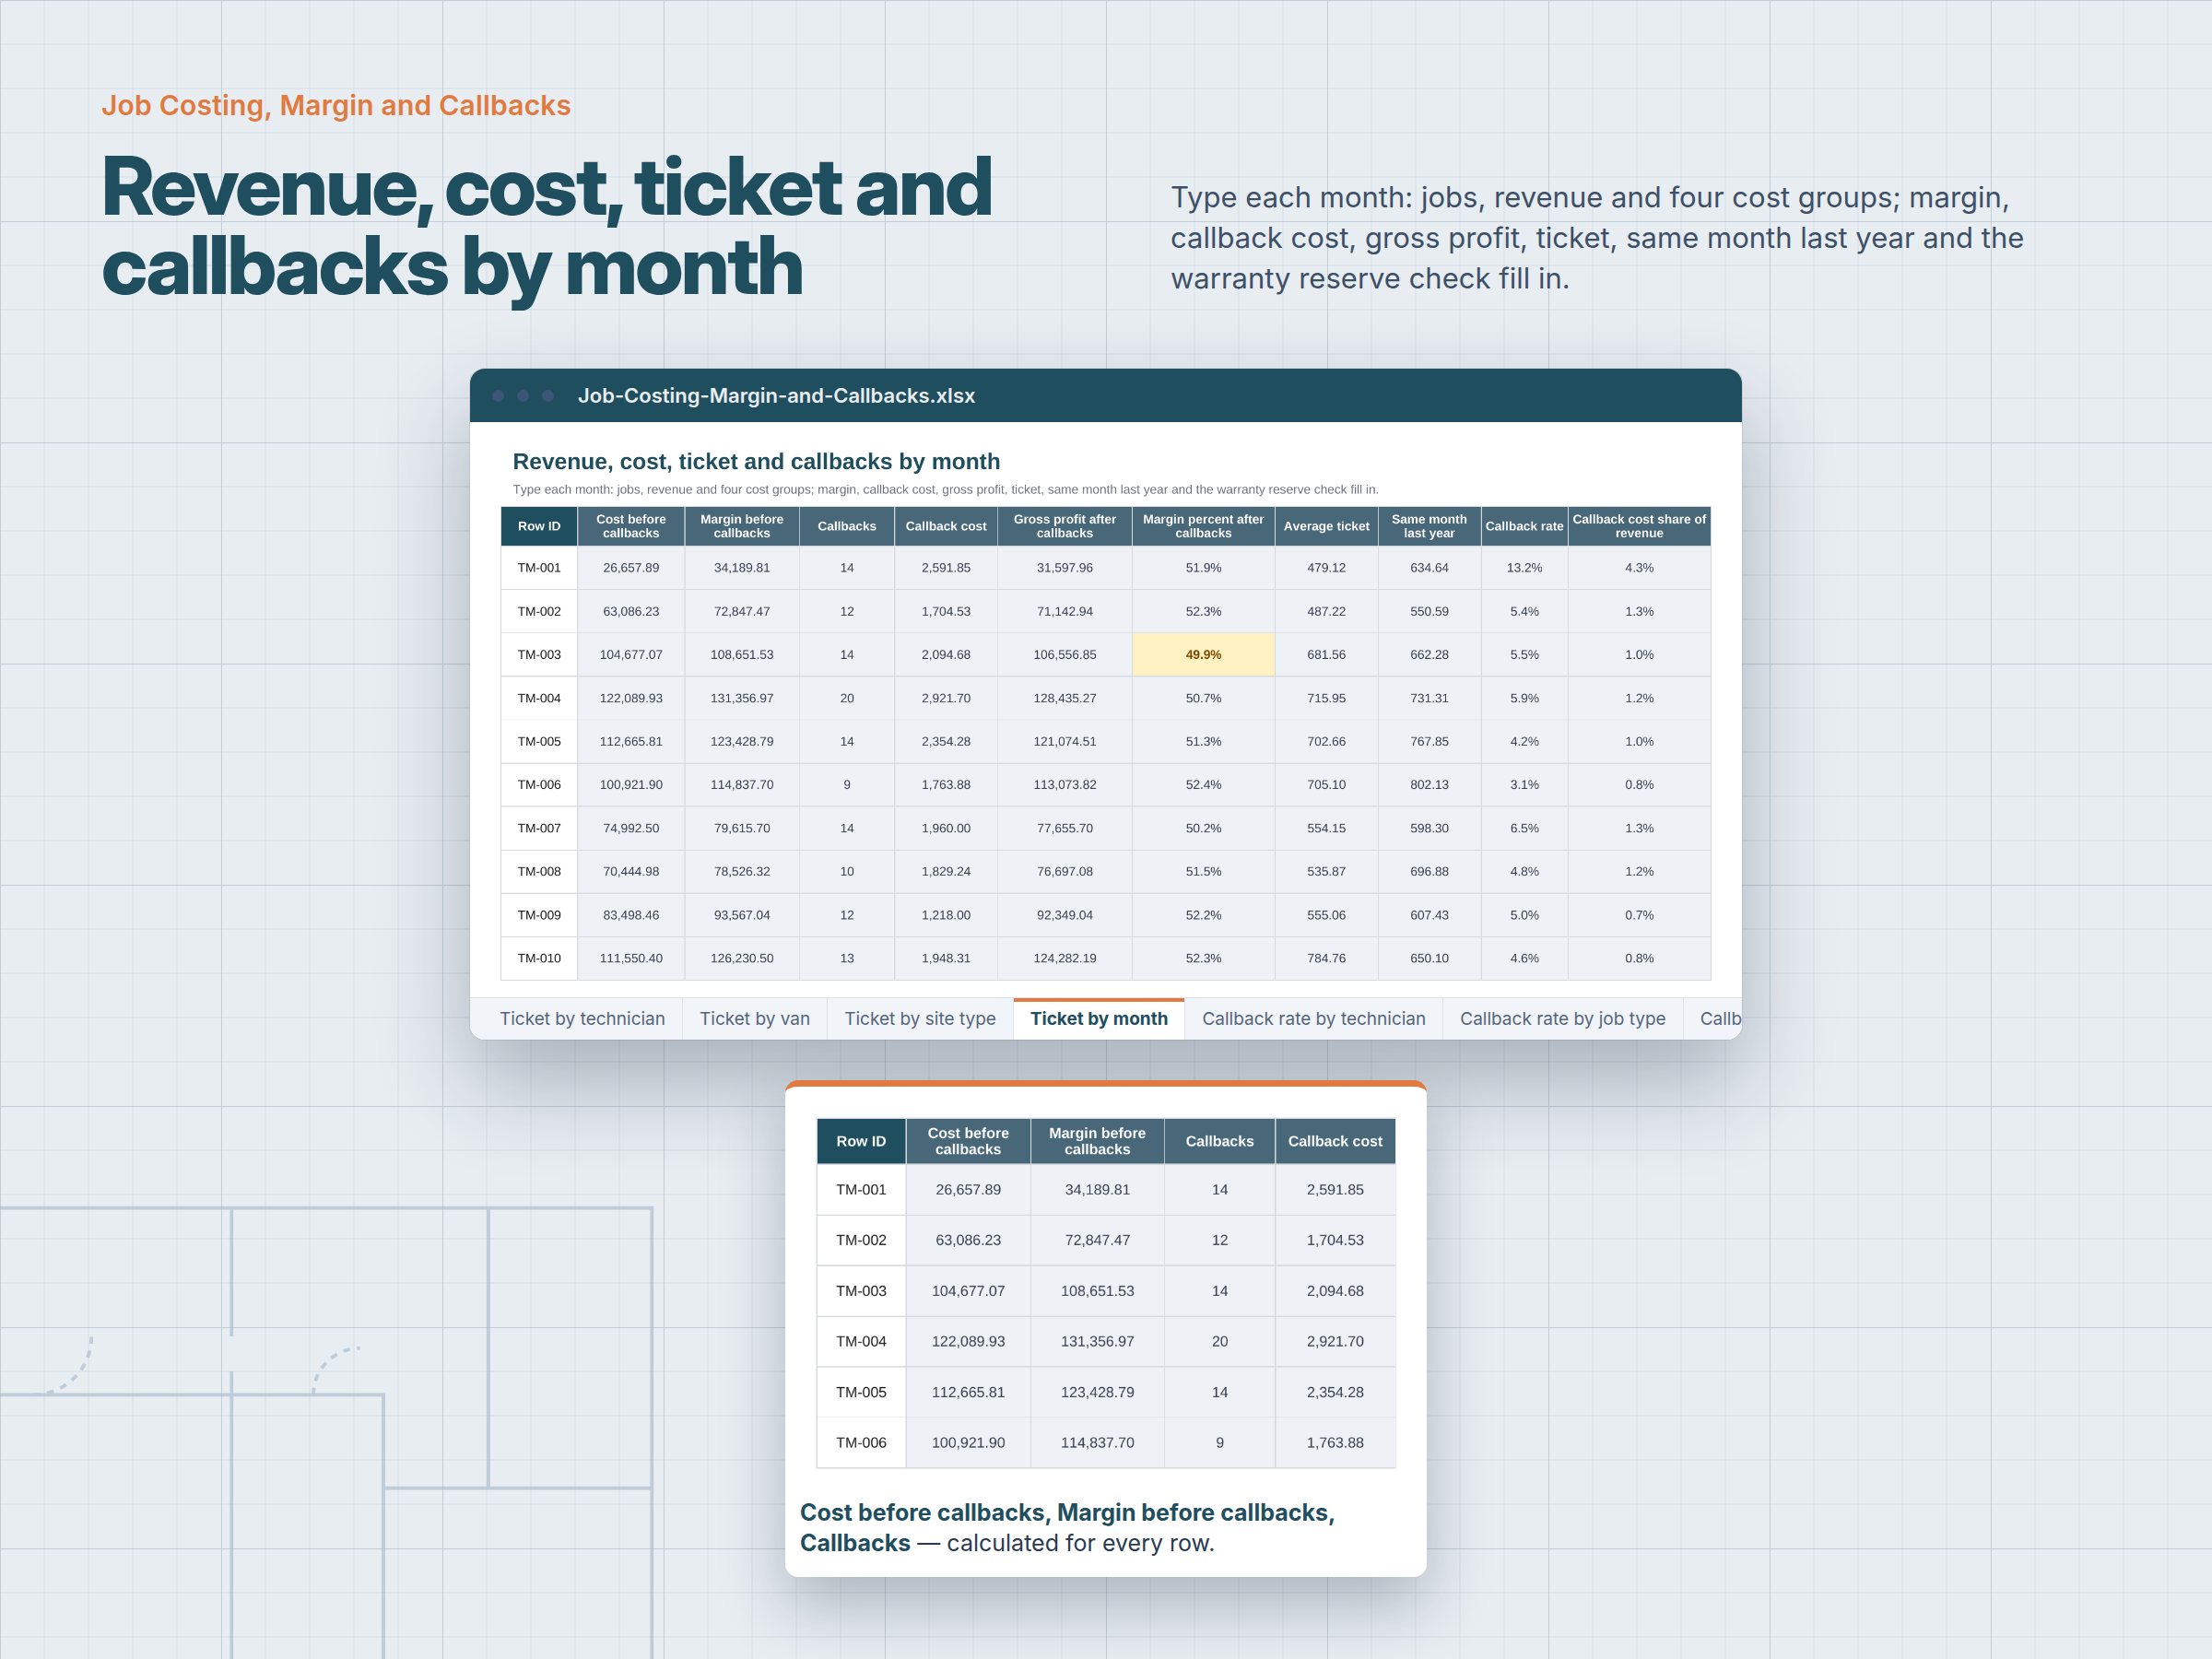 Job Costing, Margin and Callbacks
Revenue, cost, ticket and
callbacks by month
Type each month: jobs, revenue and four cost groups; margin,
callback cost, gross profit, ticket, same month last year and the
warranty reserve check fill in.
Job-Costing-Margin-and-Callbacks.xlsx
Revenue, cost, ticket and callbacks by month
Type each month: jobs, revenue and four cost groups; margin, callback cost, gross profit, ticket, same month last year and the warranty reserve check fill in.
Row ID Cost before callbacks Margin before callbacks Callbacks Callback cost Gross profit after callbacks Margin percent after callbacks Average ticket Same month last year Callback rate Callback cost share of revenue
TM-001 26,657.89 34,189.81 14 2,591.85 31,597.96 51.9% 479.12 634.64 13.2% 4.3%
TM-002 63,086.23 72,847.47 12 1,704.53 71,142.94 52.3% 487.22 550.59 5.4% 1.3%
TM-003 104,677.07 108,651.53 14 2,094.68 106,556.85 49.9% 681.56 662.28 5.5% 1.0%
TM-004 122,089.93 131,356.97 20 2,921.70 128,435.27 50.7% 715.95 731.31 5.9% 1.2%
TM-005 112,665.81 123,428.79 14 2,354.28 121,074.51 51.3% 702.66 767.85 4.2% 1.0%
TM-006 100,921.90 114,837.70 9 1,763.88 113,073.82 52.4% 705.10 802.13 3.1% 0.8%
TM-007 74,992.50 79,615.70 14 1,960.00 77,655.70 50.2% 554.15 598.30 6.5% 1.3%
TM-008 70,444.98 78,526.32 10 1,829.24 76,697.08 51.5% 535.87 696.88 4.8% 1.2%
TM-009 83,498.46 93,567.04 12 1,218.00 92,349.04 52.2% 555.06 607.43 5.0% 0.7%
TM-010 111,550.40 126,230.50 13 1,948.31 124,282.19 52.3% 784.76 650.10 4.6% 0.8%
Ticket by technician Ticket by van Ticket by site type Ticket by month Callback rate by technician Callback rate by job type Callb
Row ID Cost before callbacks Margin before callbacks Callbacks Callback cost
TM-001 26,657.89 34,189.81 14 2,591.85
TM-002 63,086.23 72,847.47 12 1,704.53
TM-003 104,677.07 108,651.53 14 2,094.68
TM-004 122,089.93 131,356.97 20 2,921.70
TM-005 112,665.81 123,428.79 14 2,354.28
TM-006 100,921.90 114,837.70 9 1,763.88
Cost before callbacks, Margin before callbacks,
Callbacks — calculated for every row.